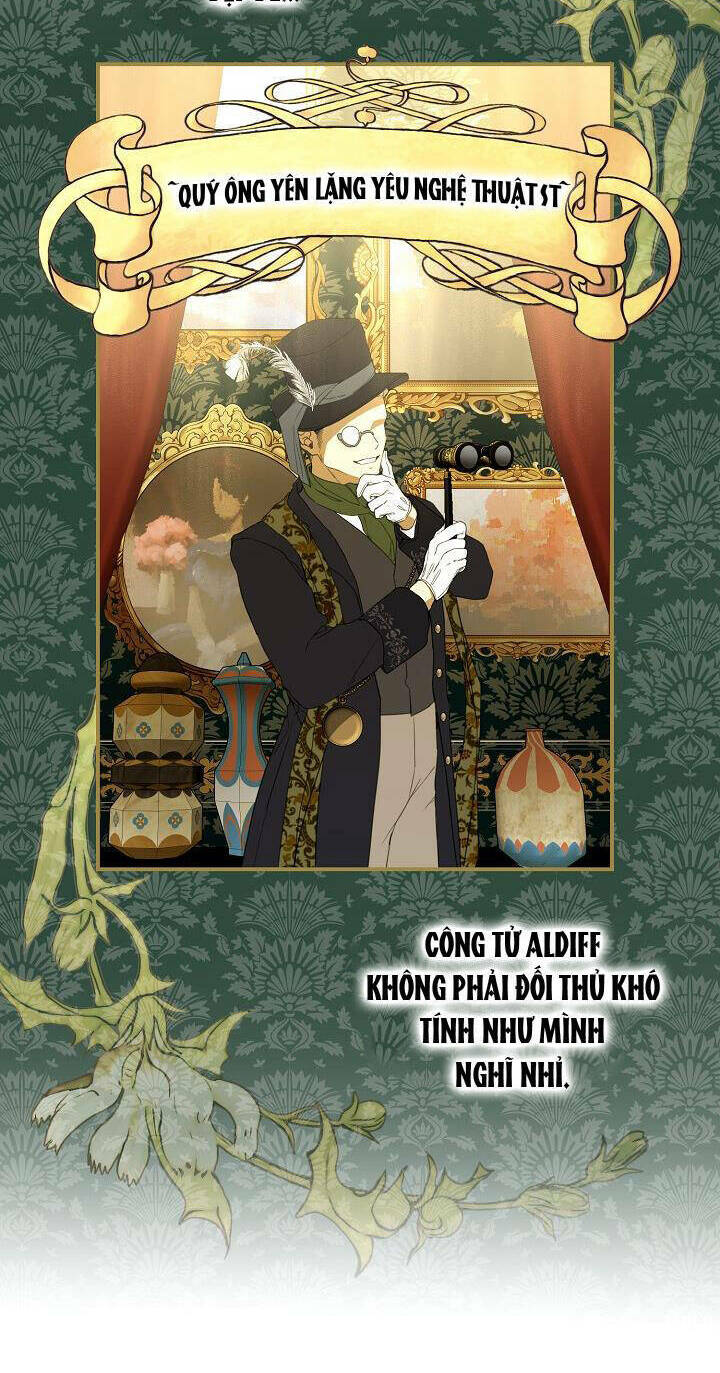 ~QUÝ ÔNG YÊN LẶNG YÊU NGHỆ THUẬT ST~
CÔNG TỬ ALDIFF
KHÔNG PHẢI ĐỐI THỦ KHÓ
TÍNH NHƯ MÌNH
NGHĨ NHỈ.